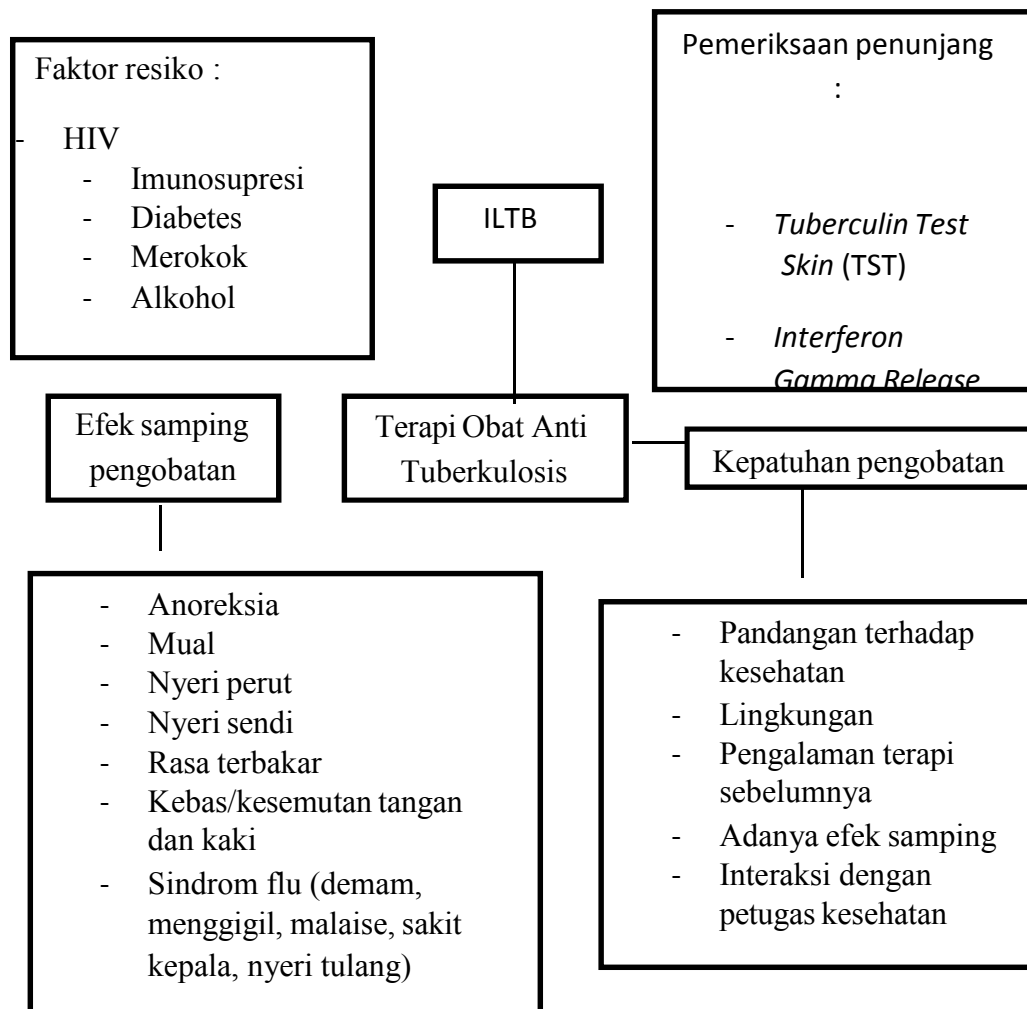 Faktor resiko :
- HIV
- Imunosupresi
- Diabetes
- Merokok
- Alkohol
ILTB
Pemeriksaan penunjang
:
- Tuberculin Test
Skin (TST)
- Interferon
Gamma Release
Efek samping
pengobatan
Terapi Obat Anti
Tuberkulosis
Kepatuhan pengobatan
- Anoreksia
- Mual
- Nyeri perut
- Nyeri sendi
- Rasa terbakar
- Kebas/kesemutan tangan
dan kaki
- Sindrom flu (demam,
menggigil, malaise, sakit
kepala, nyeri tulang)
- Pandangan terhadap
kesehatan
- Lingkungan
- Pengalaman terapi
sebelumnya
- Adanya efek samping
- Interaksi dengan
petugas kesehatan